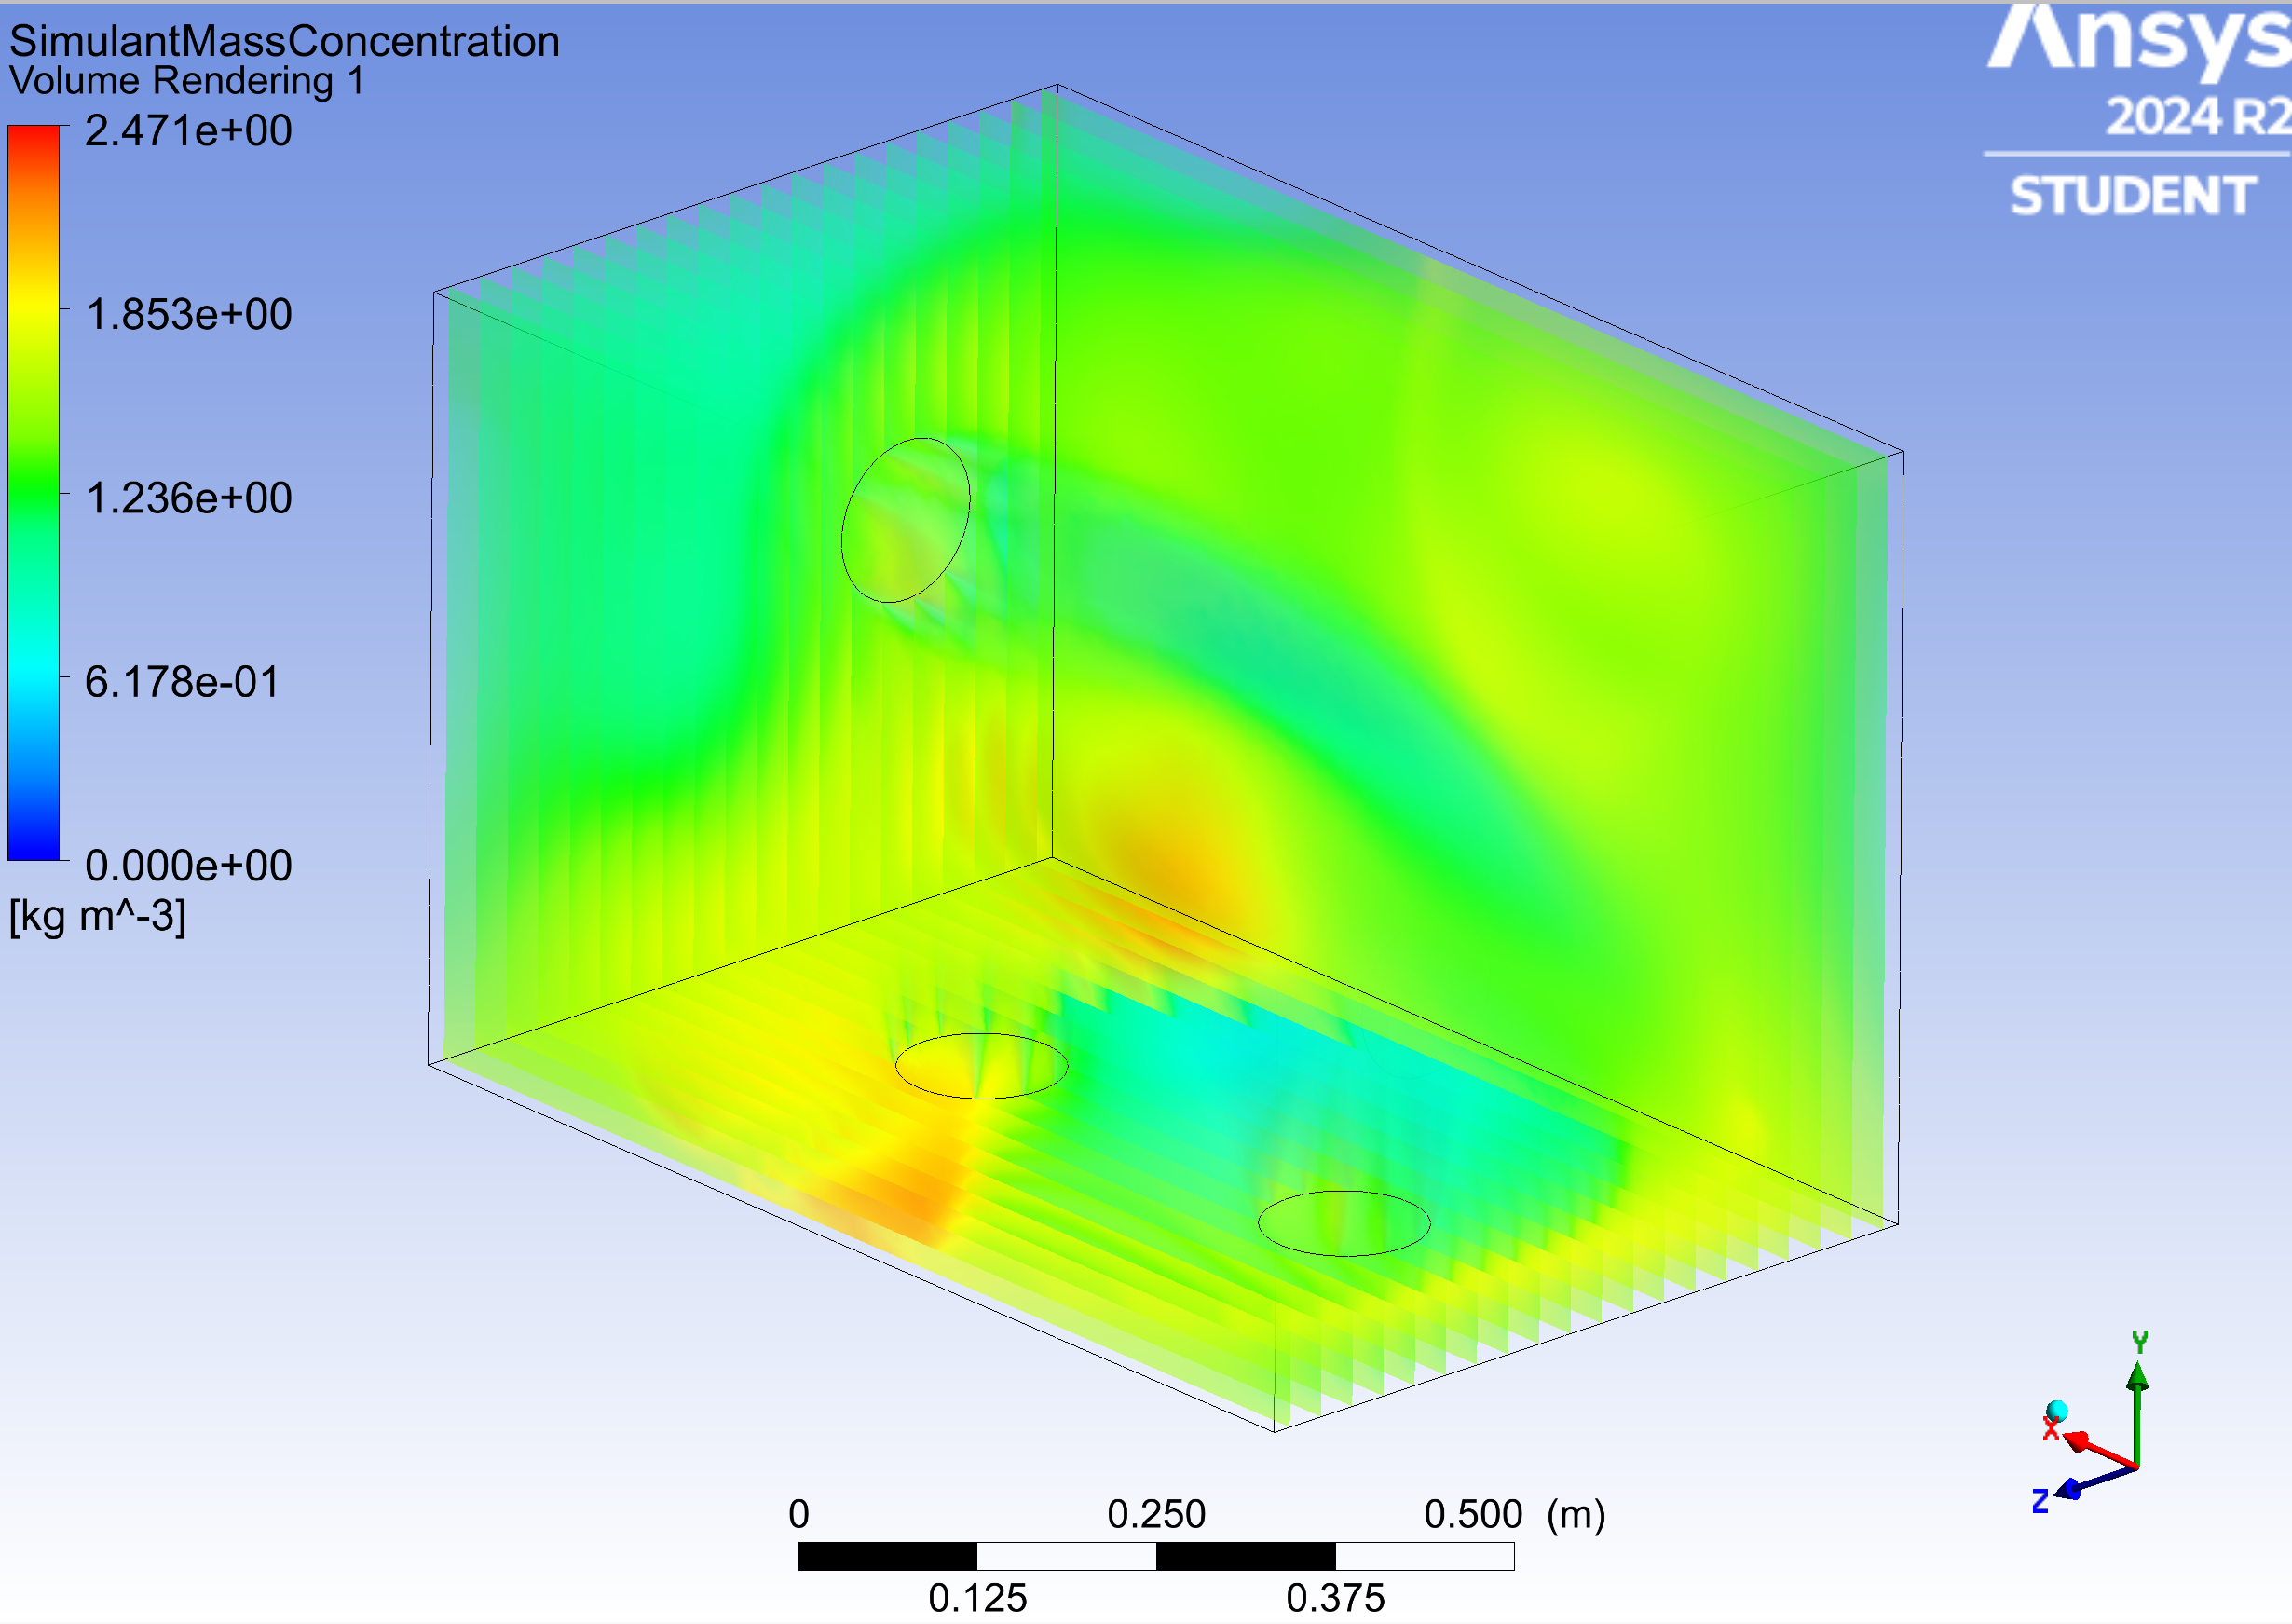 SimulantMassConcentration
Volume Rendering 1
2.471e+00
1.853e+00
1.236e+00
6.178e-01
0.000e+00
[kg m^-3]
Ansys
2024 R2
STUDENT
Y
X
Z
0 0.250 0.500 (m)
0.125 0.375